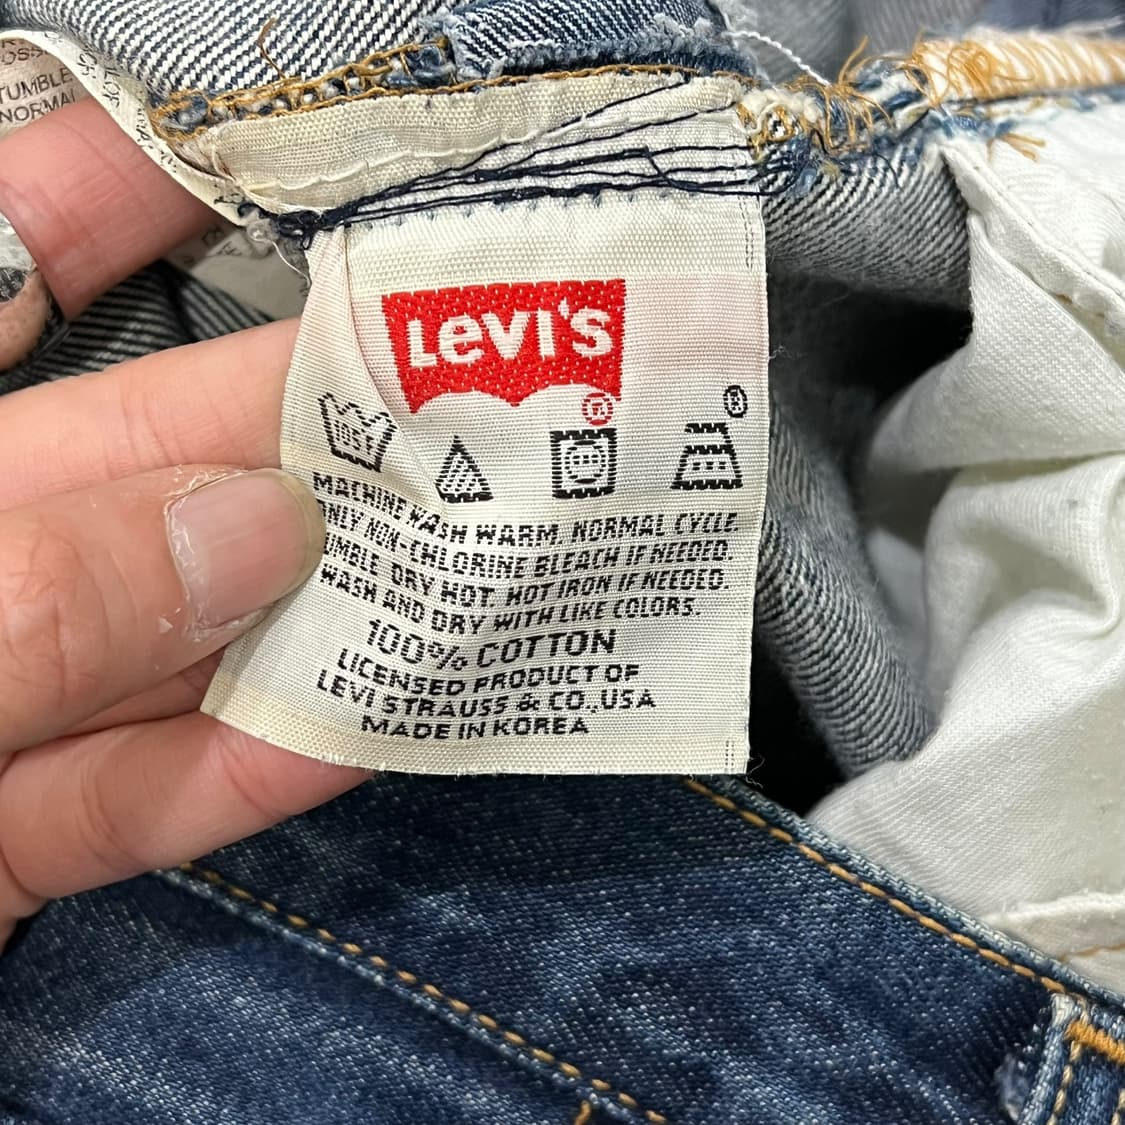 TUMBLE
NORMAL
LEVI'S
®
®
105F
MACHINE WASH WARM. NORMAL CYCLE.
ONLY NON-CHLORINE BLEACH IF NEEDED.
TUMBLE DRY HOT. HOT IRON IF NEEDED.
WASH AND DRY WITH LIKE COLORS.
100% COTTON
LICENSED PRODUCT OF
LEVI STRAUSS & CO.,USA
MADE IN KOREA